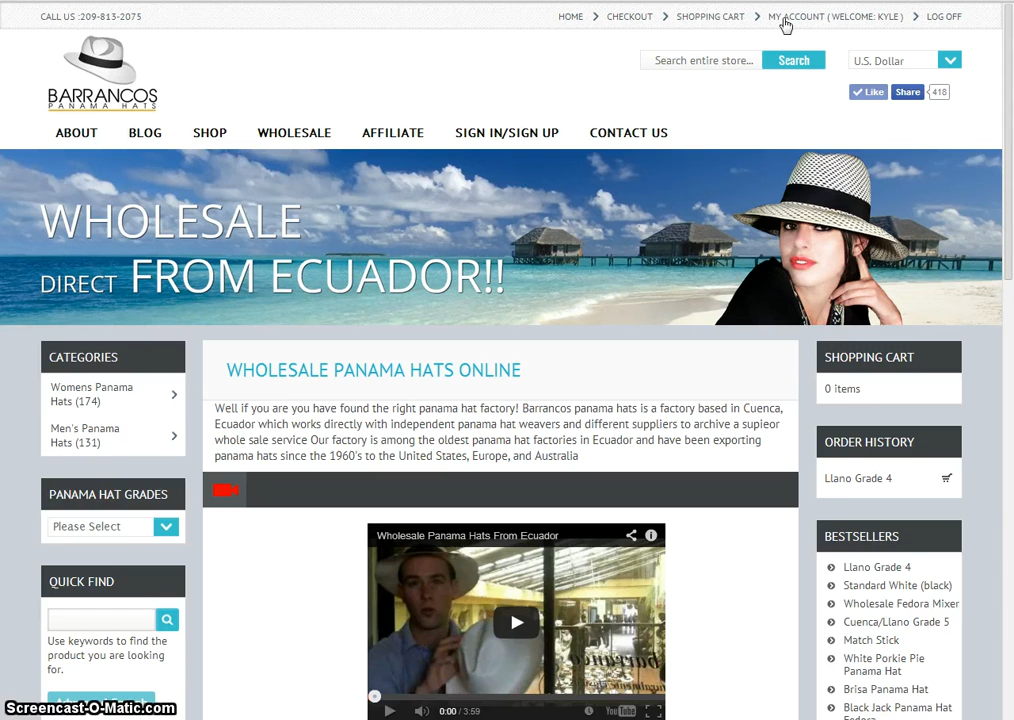 CALL US :209-813-2075
HOME CHECKOUT SHOPPING CART MY ACCOUNT ( WELCOME: KYLE ) LOG OFF
BARRANCOS
PANAMA HATS
Search entire store... Search
U.S. Dollar
Like Share 418
ABOUT BLOG SHOP WHOLESALE AFFILIATE SIGN IN/SIGN UP CONTACT US
WHOLESALE
DIRECT FROM ECUADOR!!
CATEGORIES
Womens Panama
Hats (174)
Men's Panama
Hats (131)
PANAMA HAT GRADES
Please Select
QUICK FIND
Use keywords to find the
product you are looking
for.
WHOLESALE PANAMA HATS ONLINE
Well if you are you have found the right panama hat factory! Barrancos panama hats is a factory based in Cuenca,
Ecuador which works directly with independent panama hat weavers and different suppliers to archive a supieor
whole sale service Our factory is among the oldest panama hat factories in Ecuador and have been exporting
panama hats since the 1960's to the United States, Europe, and Australia
Wholesale Panama Hats From Ecuador
0:00 / 3:59
YouTube
SHOPPING CART
0 items
ORDER HISTORY
Llano Grade 4
BESTSELLERS
Llano Grade 4
Standard White (black)
Wholesale Fedora Mixer
Cuenca/Llano Grade 5
Match Stick
White Porkie Pie
Panama Hat
Brisa Panama Hat
Black Jack Panama Hat
Fedora
Screencast-O-Matic.com